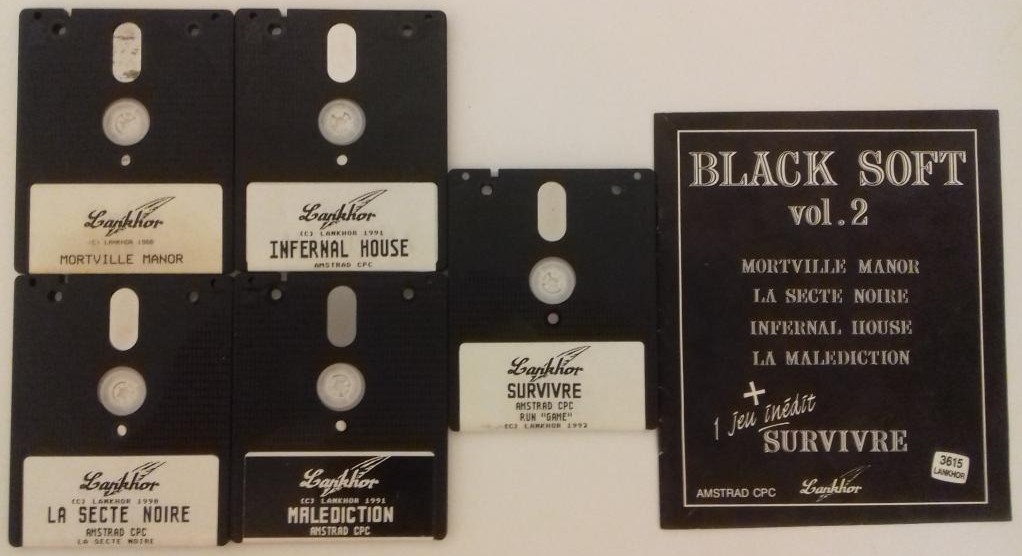 Lankhor
(C) LANKHOR 1988
MORTVILLE MANOR
Lankhor
(C) LANKHOR 1991
INFERNAL HOUSE
AMSTRAD CPC
Lankhor
(C) LANKHOR 1990
LA SECTE NOIRE
AMSTRAD CPC
LA SECTE NOIRE
Lankhor
(C) LANKHOR 1991
MALEDICTION
AMSTRAD CPC
Lankhor
SURVIVRE
AMSTRAD CPC
RUN "GAME"
(C) LANKHOR 1992
BLACK SOFT
vol.2
MORTVILLE MANOR
LA SECTE NOIRE
INFERNAL HOUSE
LA MALEDICTION
+
1 jeu inédit
SURVIVRE
3615
LANKHOR
AMSTRAD CPC
Lankhor